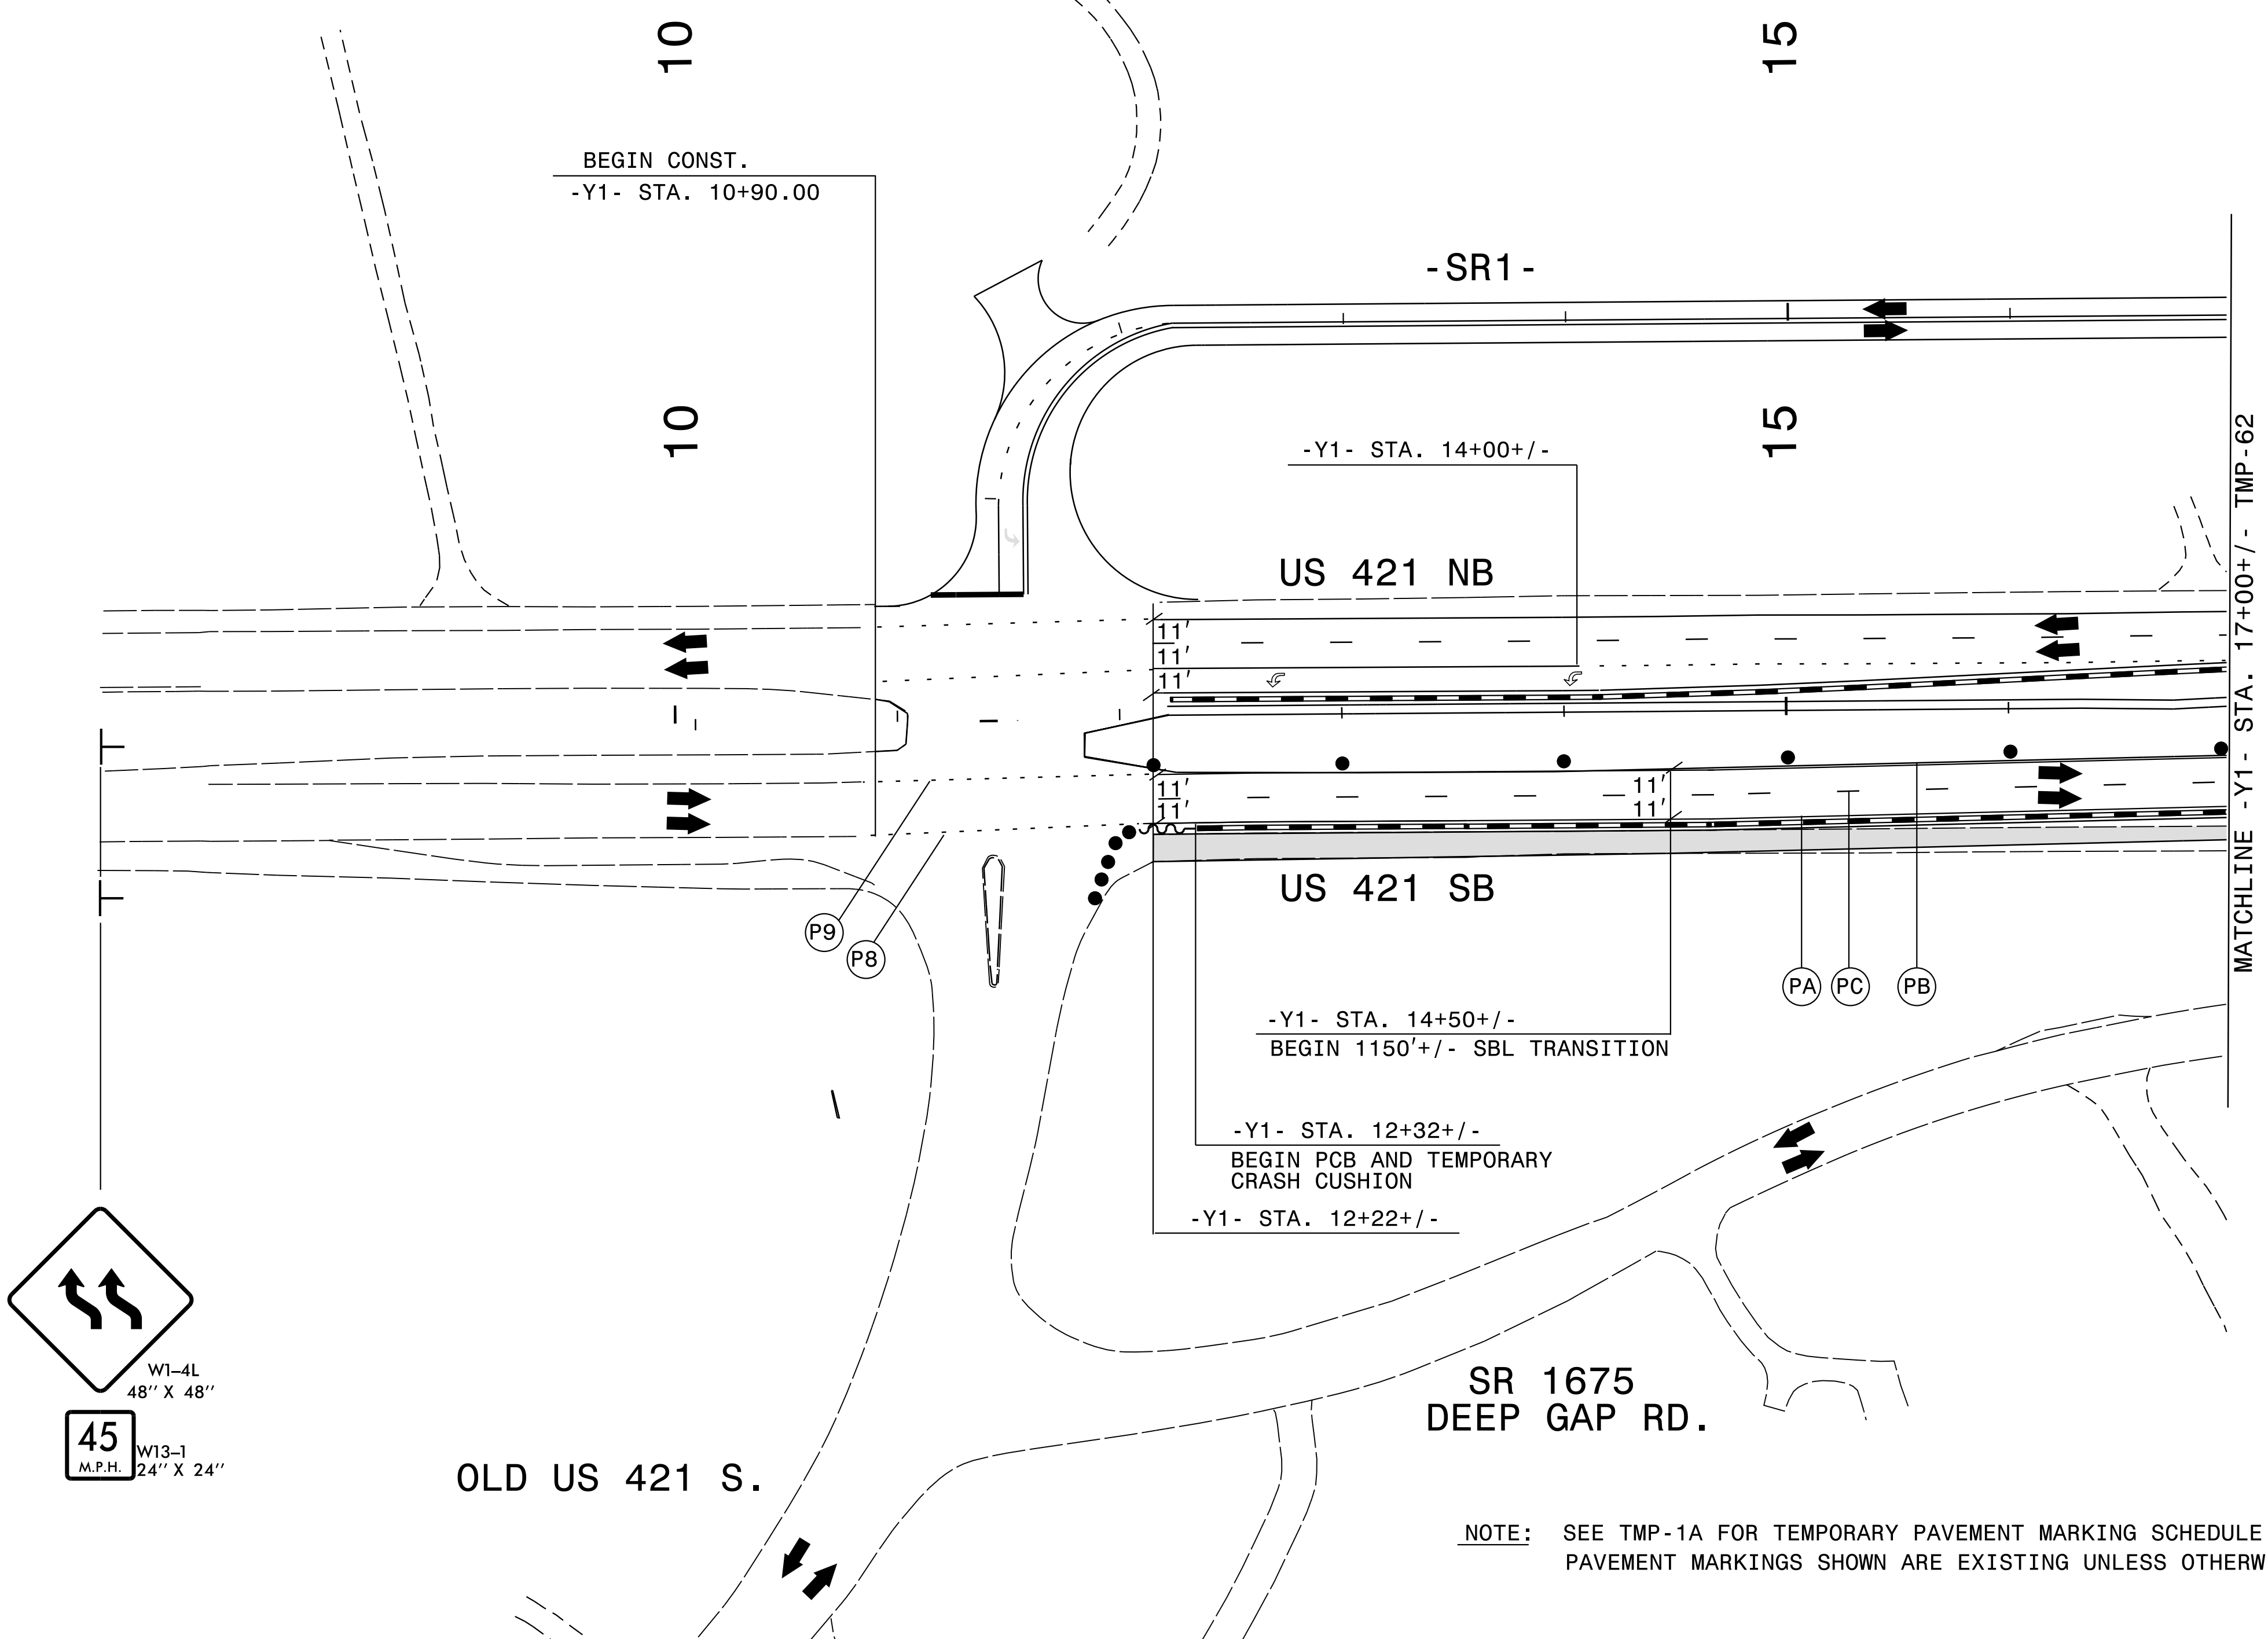 10
15
BEGIN CONST.
-Y1- STA. 10+90.00
-SR1-
10
15
-Y1- STA. 14+00+/-
US 421 NB
11'
11'
11'
11'
11'
11'
11'
US 421 SB
P9
P8
PA
PC
PB
MATCHLINE -Y1- STA. 17+00+/- TMP-62
-Y1- STA. 14+50+/-
BEGIN 1150'+/- SBL TRANSITION
-Y1- STA. 12+32+/-
BEGIN PCB AND TEMPORARY
CRASH CUSHION
-Y1- STA. 12+22+/-
W1–4L
48'' X 48''
45
M.P.H.
W13–1
24'' X 24''
SR 1675
DEEP GAP RD.
OLD US 421 S.
NOTE: SEE TMP-1A FOR TEMPORARY PAVEMENT MARKING SCHEDULE
PAVEMENT MARKINGS SHOWN ARE EXISTING UNLESS OTHERW